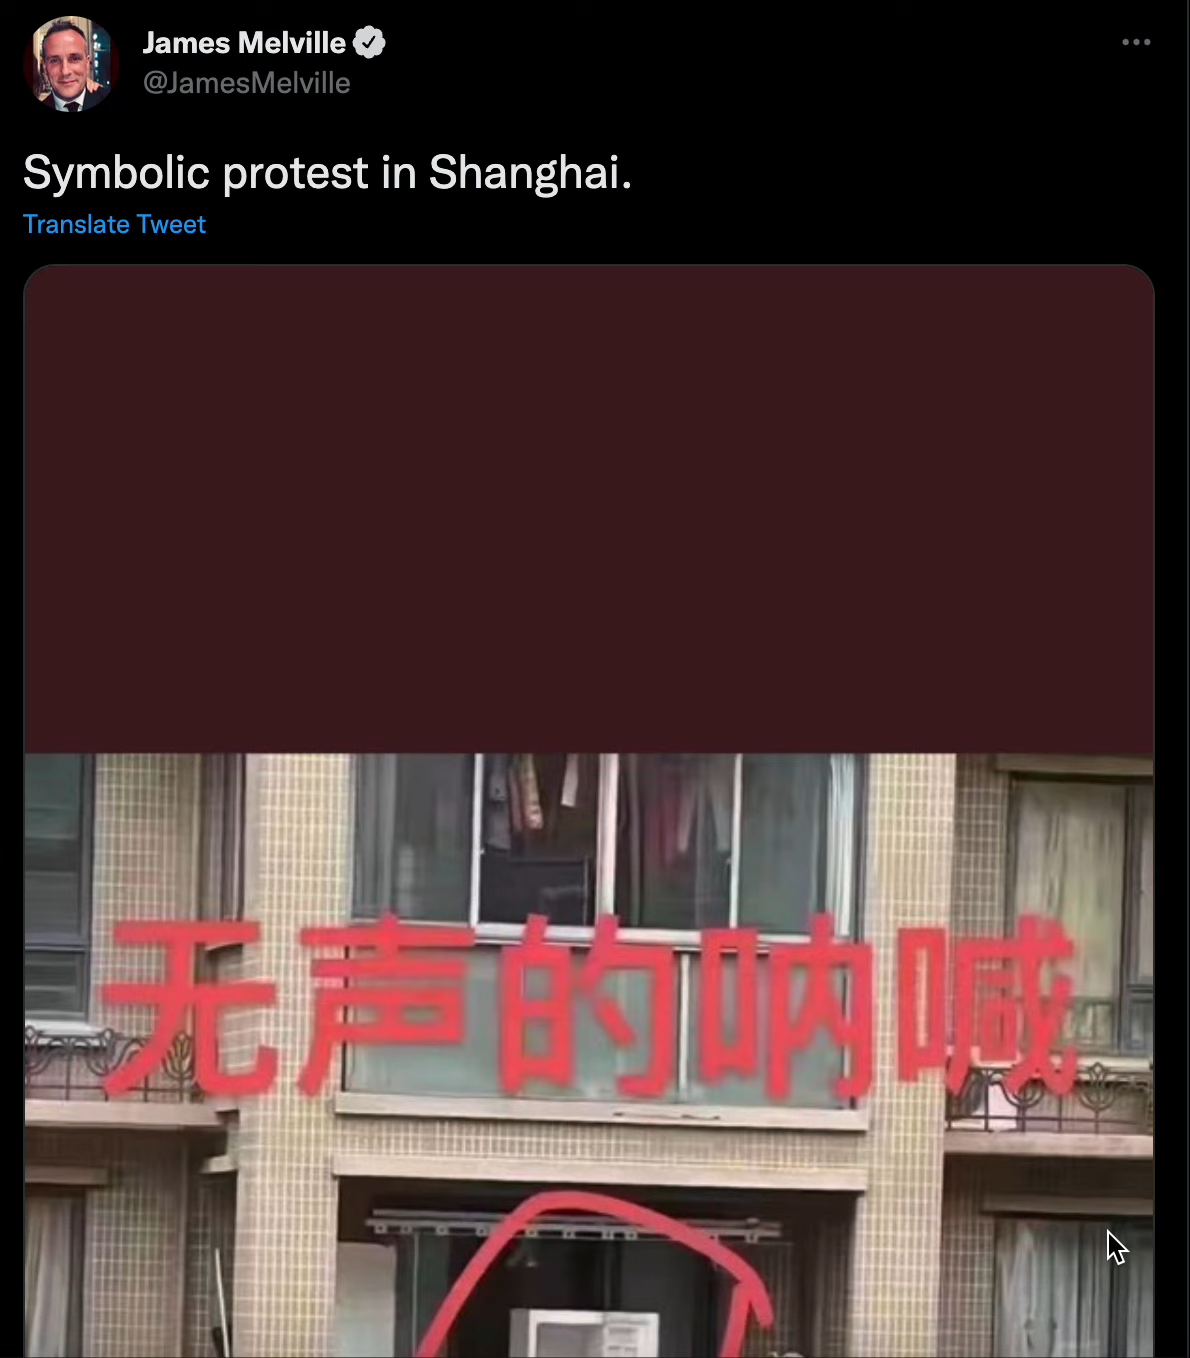 James Melville
@JamesMelville
Symbolic protest in Shanghai.
Translate Tweet
无声的呐喊